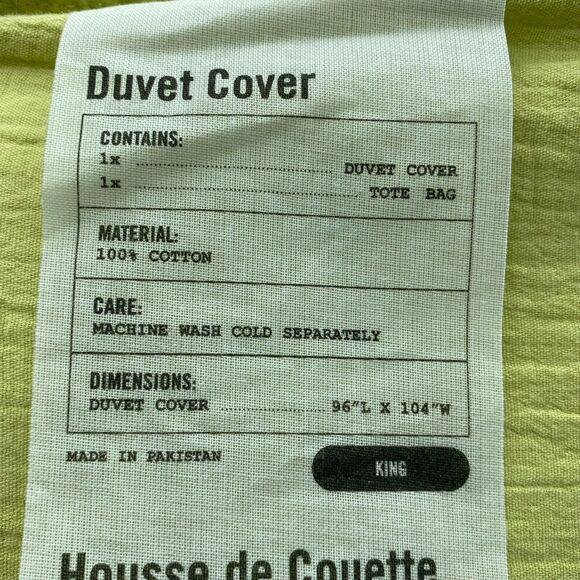 Duvet Cover
CONTAINS:
1x ........................ DUVET COVER
1x ........................ TOTE BAG
MATERIAL:
100% COTTON
CARE:
MACHINE WASH COLD SEPARATELY
DIMENSIONS:
DUVET COVER ............ 96"L X 104"W
MADE IN PAKISTAN
KING
Housse de Couette